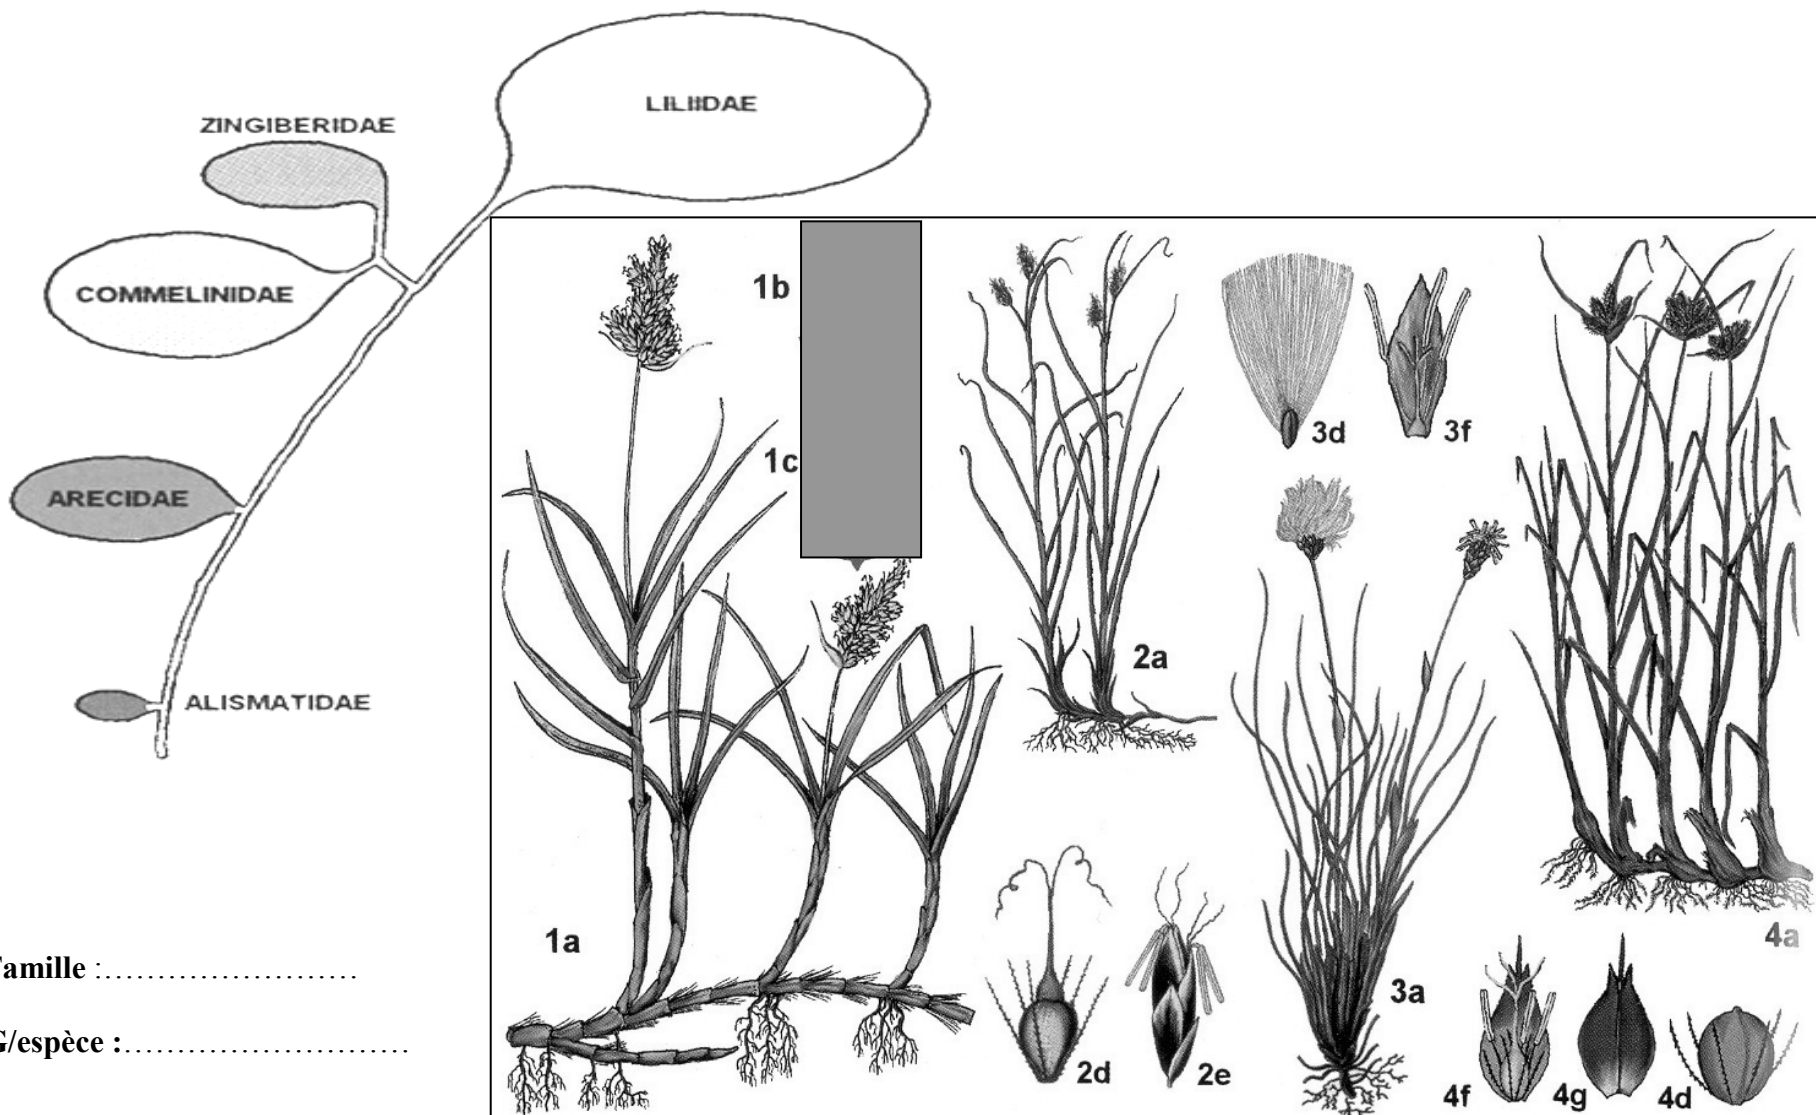 LILIIDAE
ZINGIBERIDAE
COMMELINIDAE
ARECIDAE
ALISMATIDAE
1b
1c
3d
3f
2a
1a
2d
2e
3a
4a
4f
4g
4d
amille :........................
/espèce :...........................